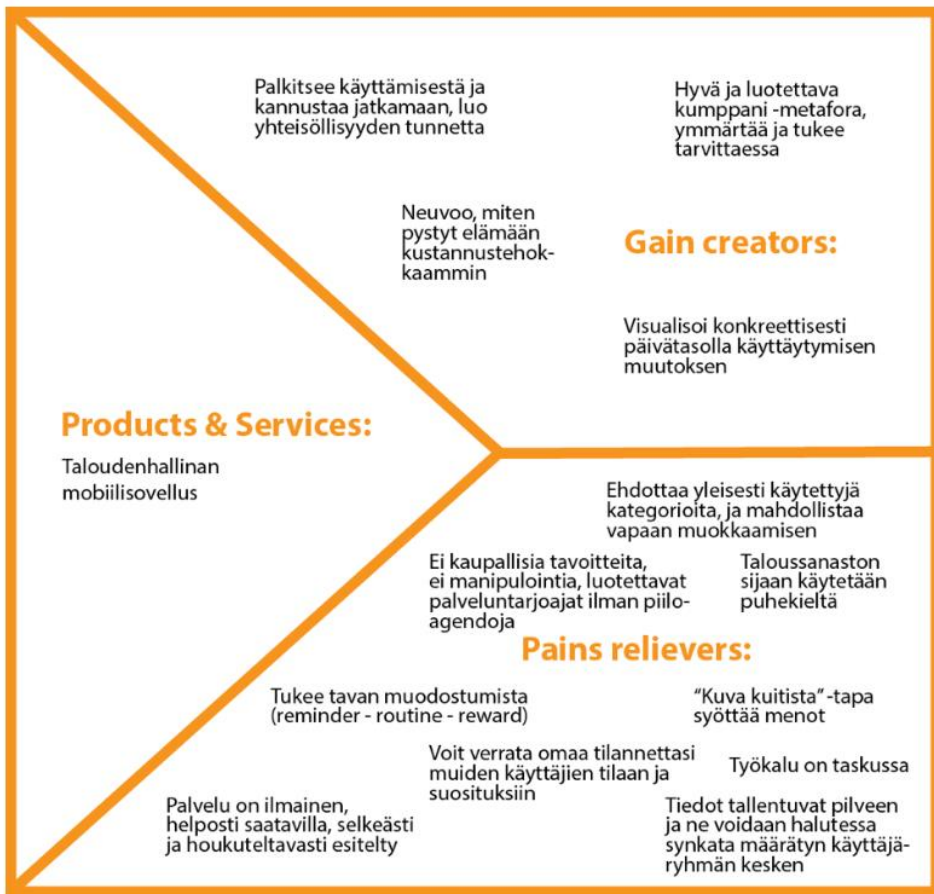 Palkitsee käyttämisestä ja
kannustaa jatkamaan, luo
yhteisöllisyyden tunnetta
Hyvä ja luotettava
kumppani -metafora,
ymmärtää ja tukee
tarvittaessa
Neuvoo, miten
pystyt elämään
kustannustehok-
kaammin
Gain creators:
Visualisoi konkreettisesti
päivätasolla käyttäytymisen
muutoksen
Products & Services:
Taloudenhallinan
mobiilisovellus
Ehdottaa yleisesti käytettyjä
kategorioita, ja mahdollistaa
vapaan muokkaamisen
Ei kaupallisia tavoitteita,
ei manipulointia, luotettavat
palveluntarjoajat ilman piilo-
agendoja
Taloussanaston
sijaan käytetään
puhekieltä
Pains relievers:
Tukee tavan muodostumista
(reminder - routine - reward)
"Kuva kuitista" -tapa
syöttää menot
Voit verrata omaa tilannettasi
muiden käyttäjien tilaan ja
suosituksiin
Työkalu on taskussa
Palvelu on ilmainen,
helposti saatavilla, selkeästi
ja houkuteltavasti esitelty
Tiedot tallentuvat pilveen
ja ne voidaan halutessa
synkata määrätyn käyttäjä-
ryhmän kesken